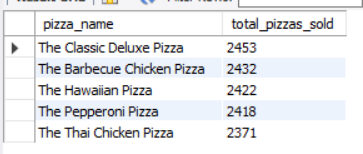 pizza_name total_pizzas_sold
The Classic Deluxe Pizza 2453
The Barbecue Chicken Pizza 2432
The Hawaiian Pizza 2422
The Pepperoni Pizza 2418
The Thai Chicken Pizza 2371